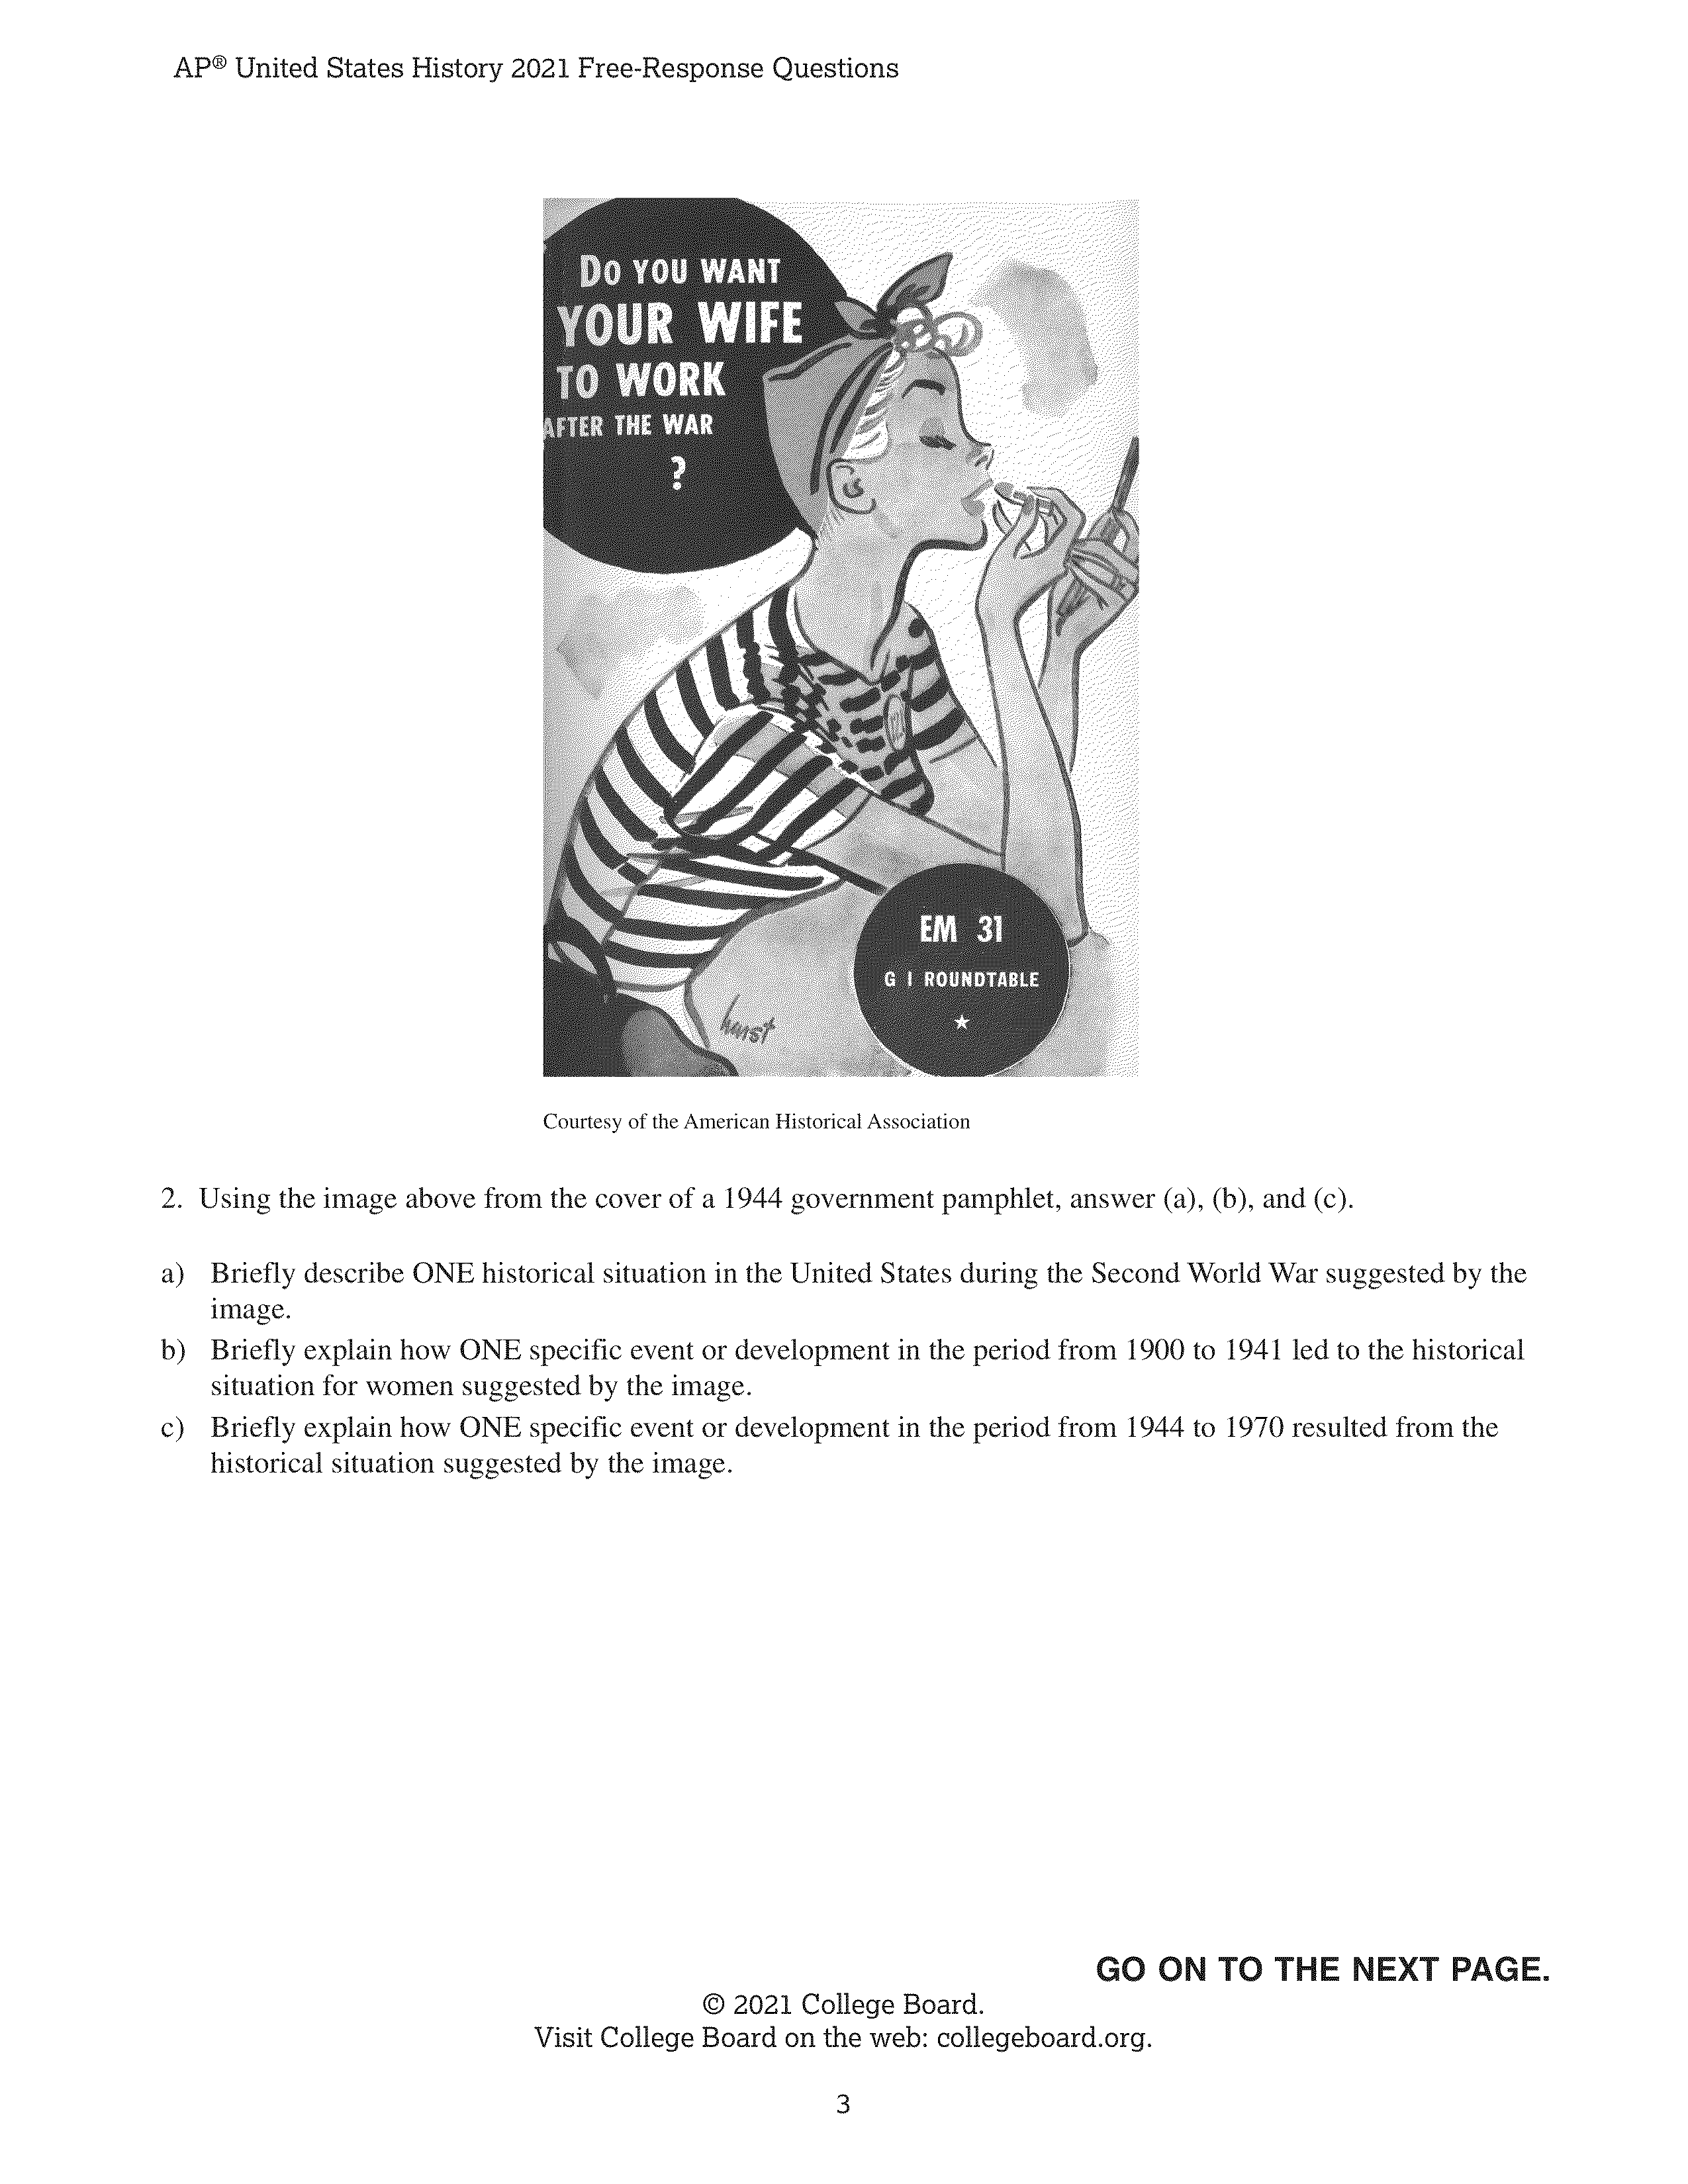 AP® United States History 2021 Free-Response Questions
DO YOU WANT
YOUR WIFE
TO WORK
AFTER THE WAR
?
EM 31
G I ROUNDTABLE
hurst
Courtesy of the American Historical Association
2. Using the image above from the cover of a 1944 government pamphlet, answer (a), (b), and (c).
a) Briefly describe ONE historical situation in the United States during the Second World War suggested by the
image.
b) Briefly explain how ONE specific event or development in the period from 1900 to 1941 led to the historical
situation for women suggested by the image.
c) Briefly explain how ONE specific event or development in the period from 1944 to 1970 resulted from the
historical situation suggested by the image.
GO ON TO THE NEXT PAGE.
© 2021 College Board.
Visit College Board on the web: collegeboard.org.
3